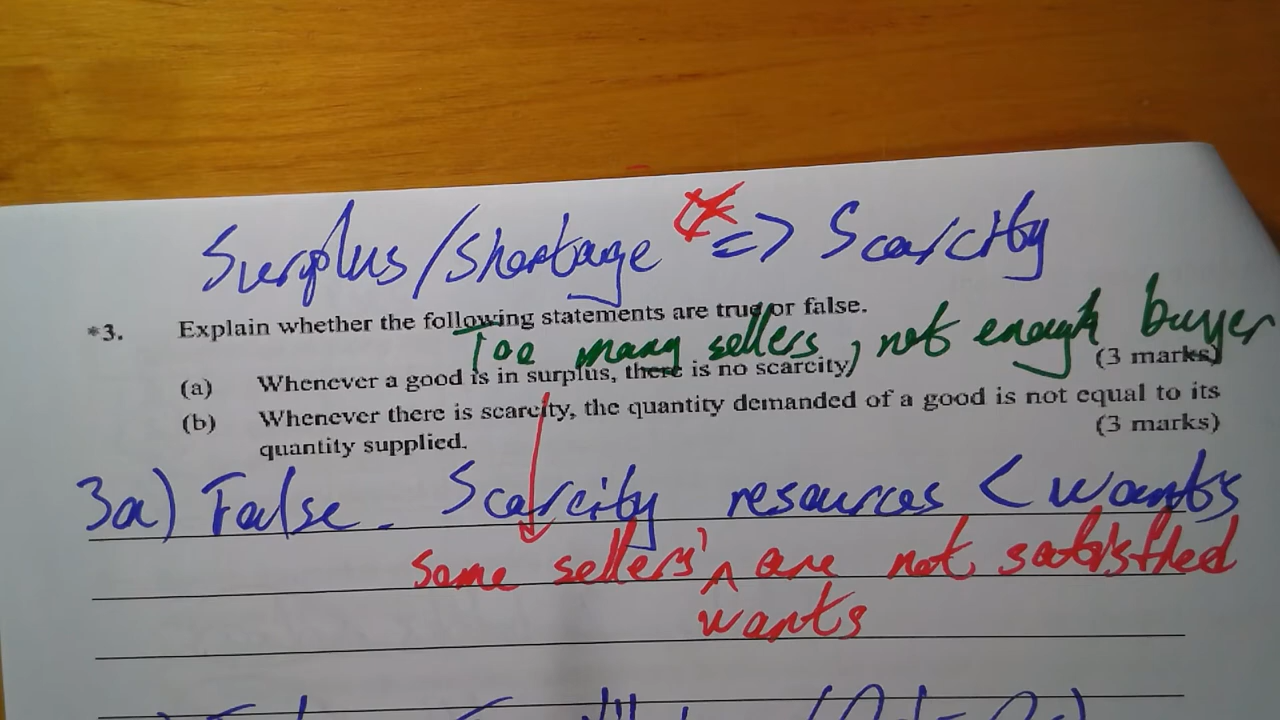 Surplus/Shortage => Scarcity
*3. Explain whether the following statements are true or false.
Too many sellers, not enough buyer
(3 marks)
(a) Whenever a good is in surplus, there is no scarcity.
(b) Whenever there is scarcity, the quantity demanded of a good is not equal to its
quantity supplied. (3 marks)
3a) False. Scarcity resources < wants
Some sellers' ^ are not satisfied
wants